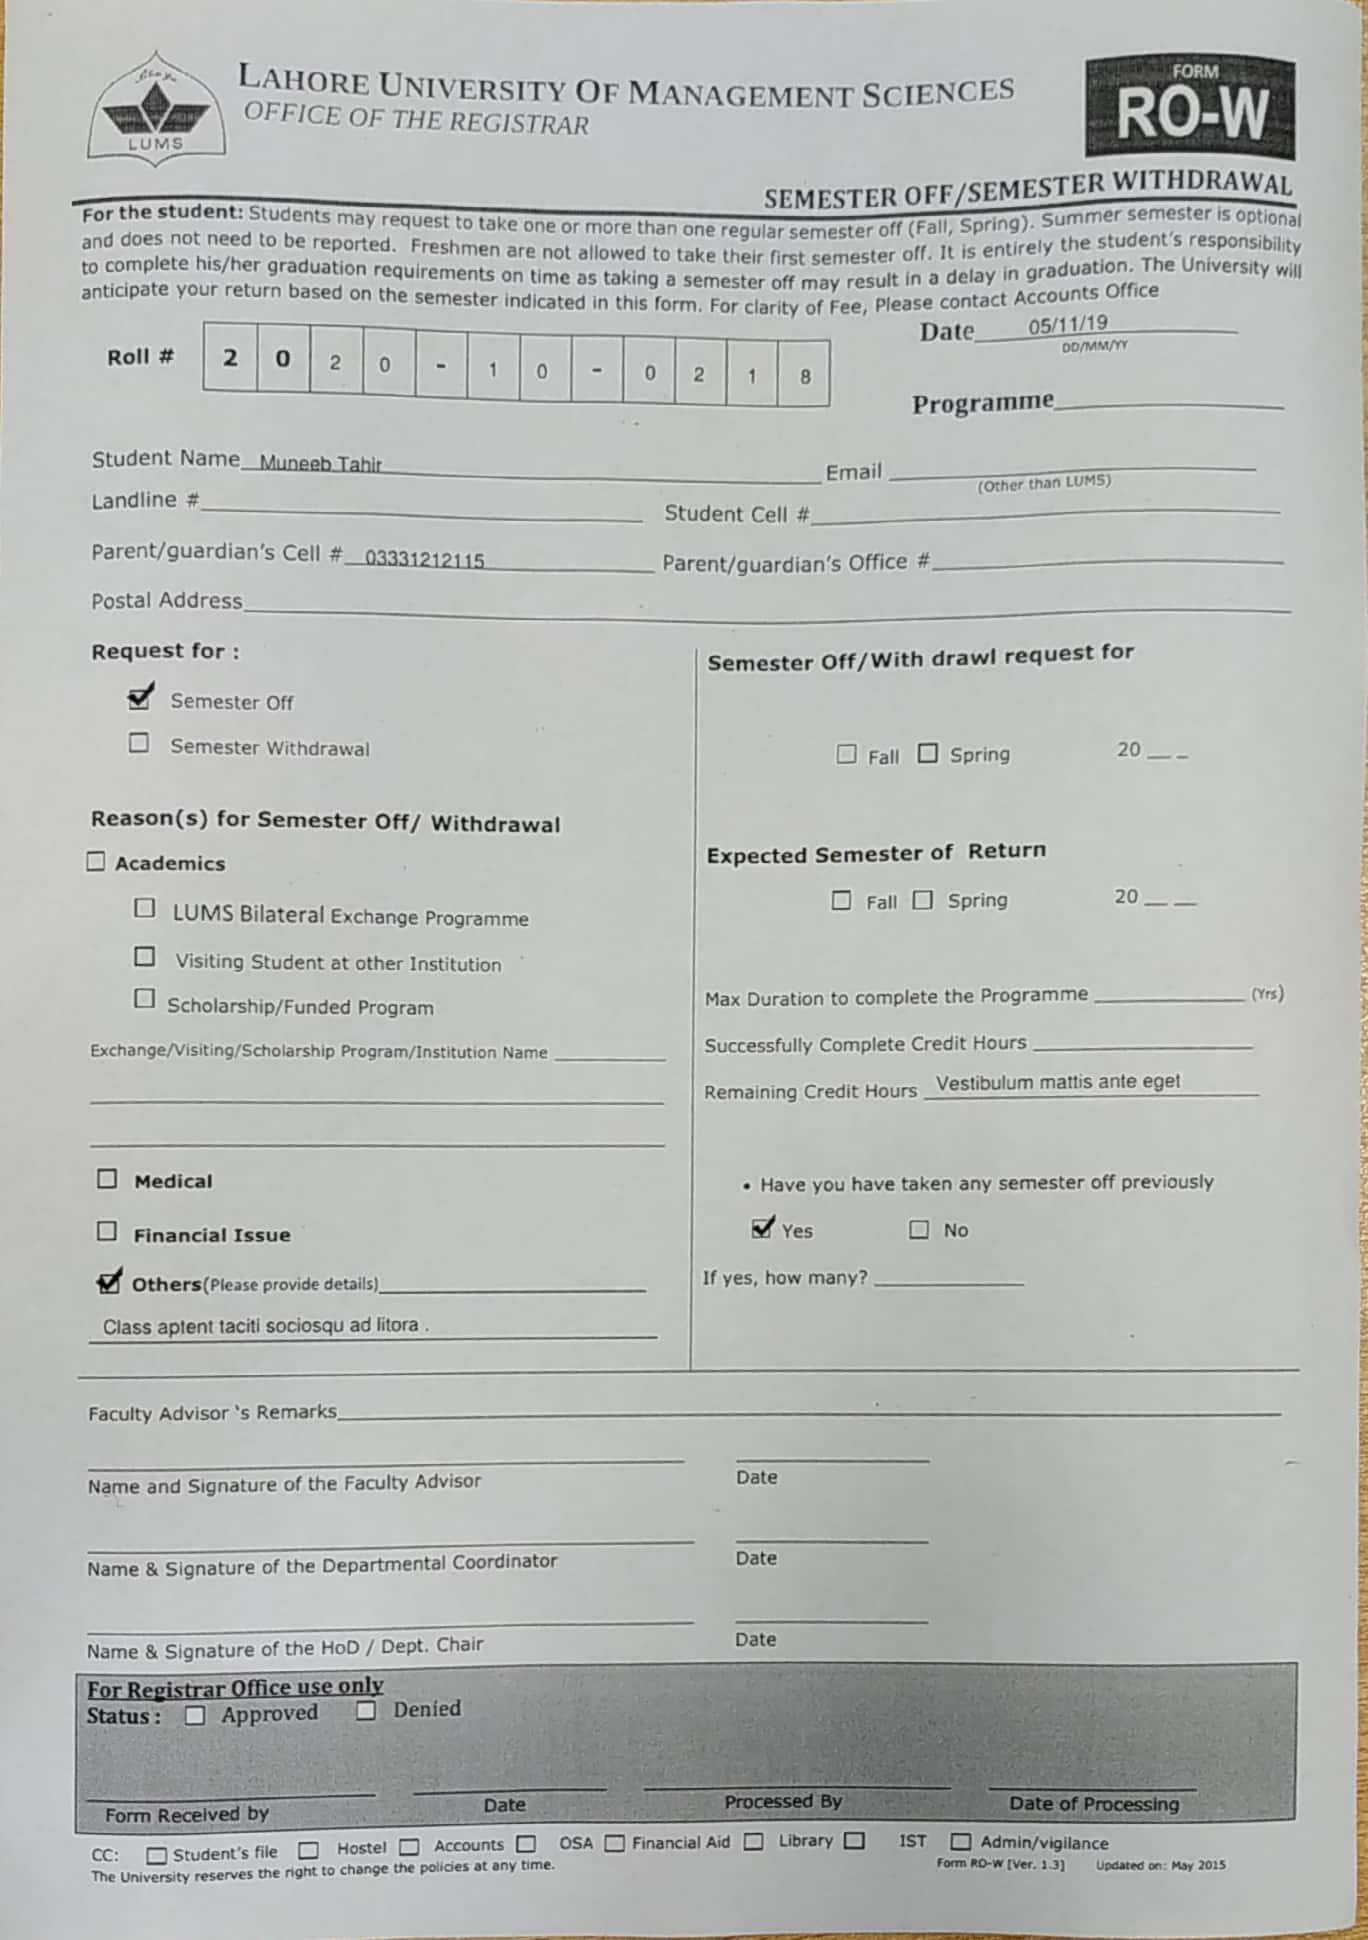 LUMS
LAHORE UNIVERSITY OF MANAGEMENT SCIENCES
OFFICE OF THE REGISTRAR
FORM
RO-W
SEMESTER OFF/SEMESTER WITHDRAWAL
For the student: Students may request to take one or more than one regular semester off (Fall, Spring). Summer semester is optional
and does not need to be reported. Freshmen are not allowed to take their first semester off. It is entirely the student's responsibility
to complete his/her graduation requirements on time as taking a semester off may result in a delay in graduation. The University will
anticipate your return based on the semester indicated in this form. For clarity of Fee, Please contact Accounts Office
Date 05/11/19
DD/MM/YY
Roll # 2 0 2 0 - 1 0 - 0 2 1 8
Programme
Student Name Muneeb Tahir Email
(Other than LUMS)
Landline # Student Cell #
Parent/guardian's Cell # 03331212115 Parent/guardian's Office #
Postal Address
Request for :
Semester Off
Semester Withdrawal
Reason(s) for Semester Off/ Withdrawal
Academics
LUMS Bilateral Exchange Programme
Visiting Student at other Institution
Scholarship/Funded Program
Exchange/Visiting/Scholarship Program/Institution Name
Medical
Financial Issue
Others(Please provide details)
Class aptent taciti sociosqu ad litora .
Semester Off/With drawl request for
Fall Spring 20 __ _
Expected Semester of Return
Fall Spring 20 __ __
Max Duration to complete the Programme (Yrs)
Successfully Complete Credit Hours
Remaining Credit Hours Vestibulum mattis ante eget
• Have you have taken any semester off previously
Yes No
If yes, how many?
Faculty Advisor 's Remarks
Name and Signature of the Faculty Advisor Date
Name & Signature of the Departmental Coordinator Date
Name & Signature of the HoD / Dept. Chair Date
For Registrar Office use only
Status : Approved Denied
Form Received by Date Processed By Date of Processing
CC: Student's file Hostel Accounts OSA Financial Aid Library IST Admin/vigilance
The University reserves the right to change the policies at any time. Form RO-W [Ver. 1.3] Updated on: May 2015